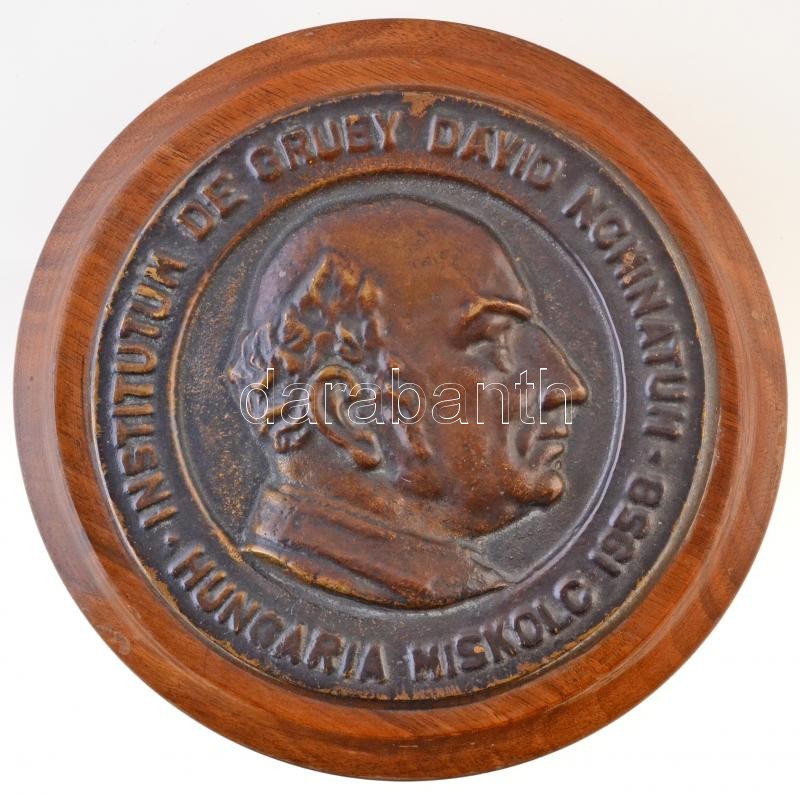 INSTITUTUM DE GRUBY DAVID NOMINATUM
· HUNGARIA MISKOLC 1958 ·
darabanth